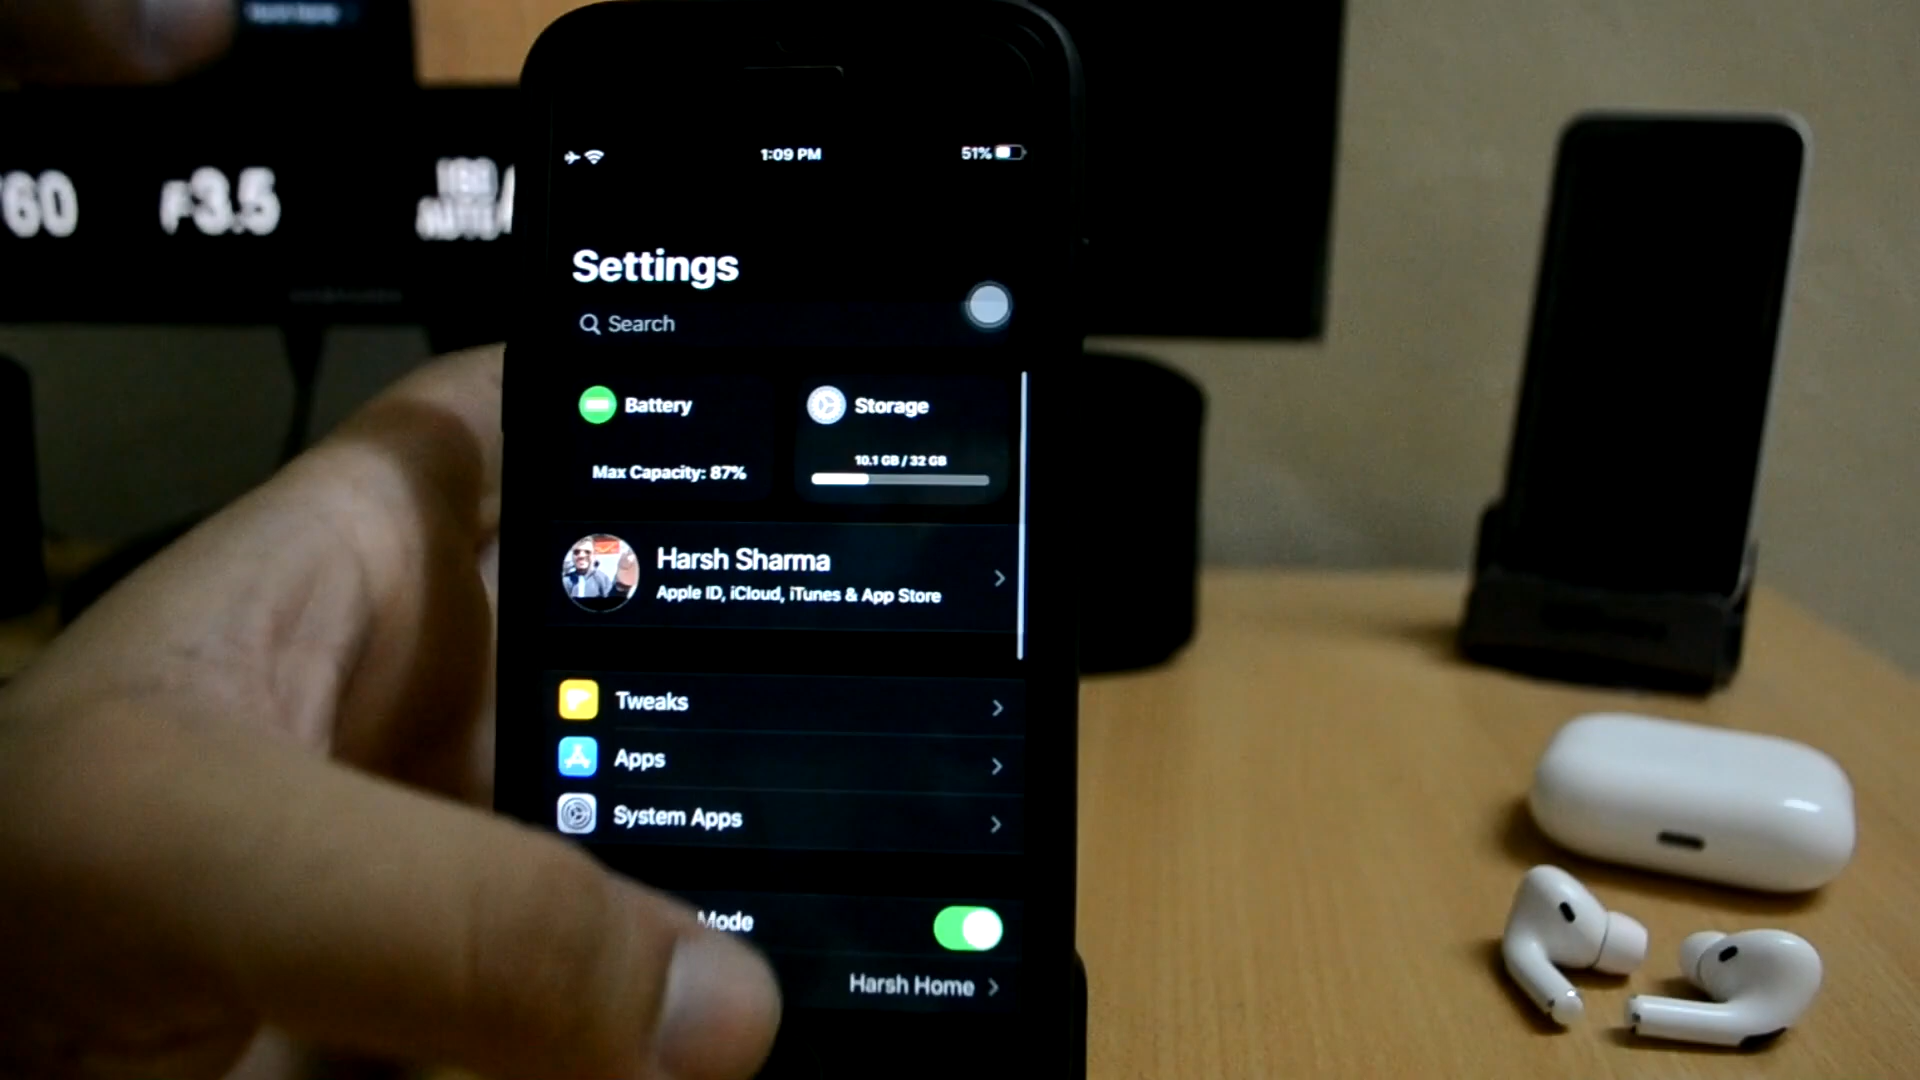 60
F3.5
1:09 PM
51%
Settings
Search
Battery
Storage
Max Capacity: 87%
10.1 GB / 32 GB
Harsh Sharma
Apple ID, iCloud, iTunes & App Store
Tweaks
Apps
System Apps
Mode
Harsh Home